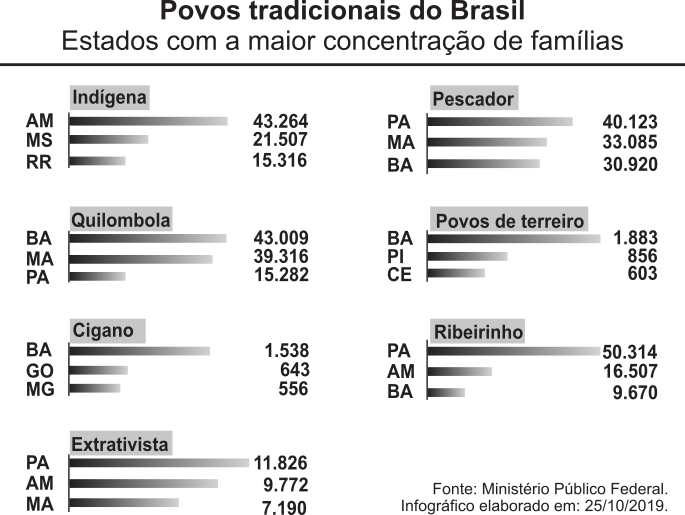 Povos tradicionais do Brasil
Estados com a maior concentração de famílias
Indígena
AM 43.264
MS 21.507
RR 15.316
Quilombola
BA 43.009
MA 39.316
PA 15.282
Cigano
BA 1.538
GO 643
MG 556
Extrativista
PA 11.826
AM 9.772
MA 7.190
Pescador
PA 40.123
MA 33.085
BA 30.920
Povos de terreiro
BA 1.883
PI 856
CE 603
Ribeirinho
PA 50.314
AM 16.507
BA 9.670
Fonte: Ministério Público Federal.
Infográfico elaborado em: 25/10/2019.